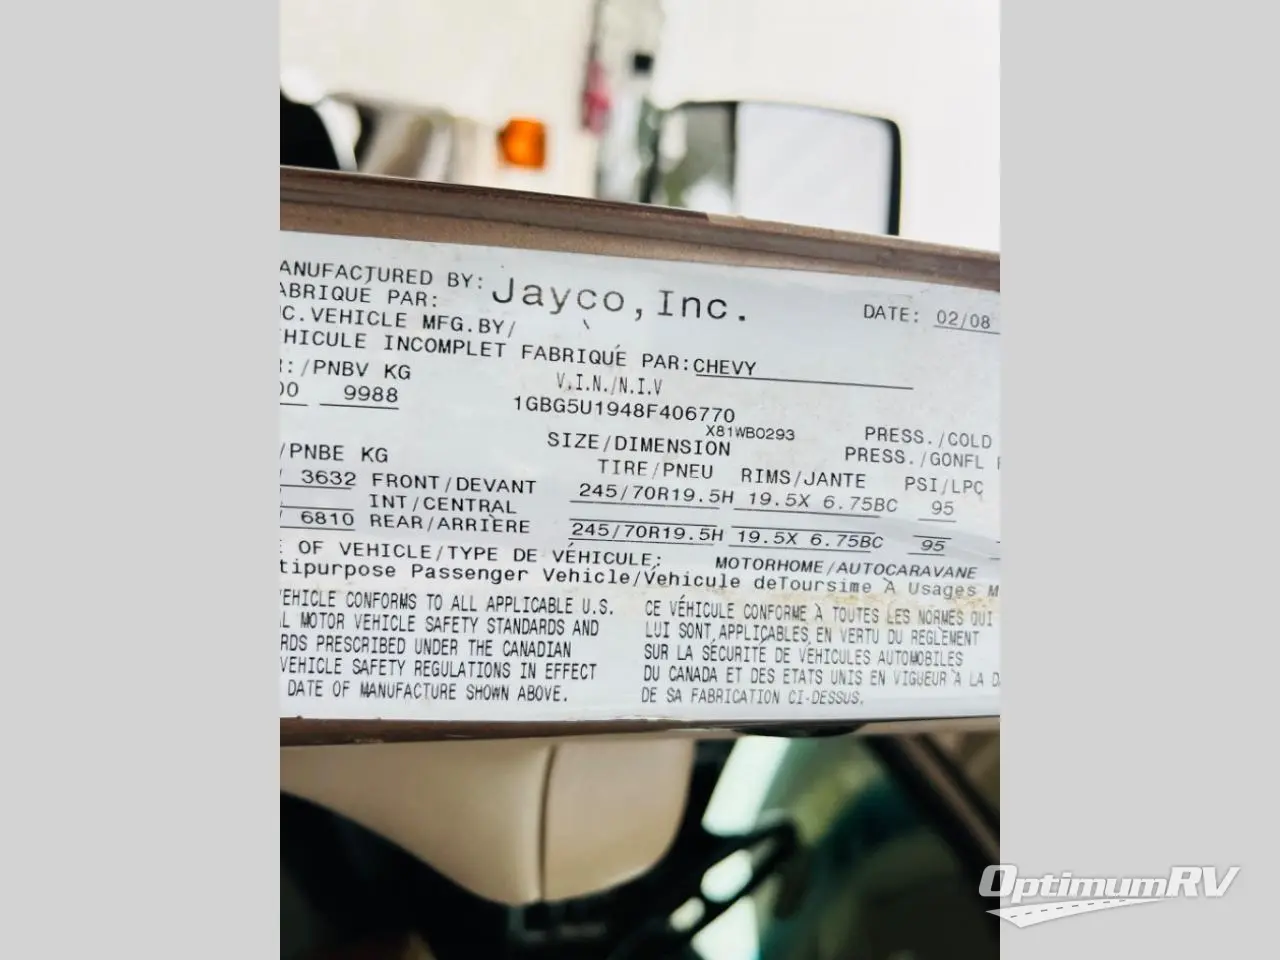 ANUFACTURED BY: Jayco, Inc. DATE: 02/08
ABRIQUÉ PAR:
C.VEHICLE MFG.BY/
HICULE INCOMPLET FABRIQUÉ PAR: CHEVY
:/PNBV KG V.I.N./N.I.V
00 9988 1GBG5U1948F406770
X81WB0293
/PNBE KG SIZE/DIMENSION PRESS./COLD
PRESS./GONFL
TIRE/PNEU RIMS/JANTE PSI/LPC
3632 FRONT/DEVANT 245/70R19.5H 19.5X 6.75BC 95
INT/CENTRAL
6810 REAR/ARRIÈRE 245/70R19.5H 19.5X 6.75BC 95
OF VEHICLE/TYPE DE VÉHICULE: MOTORHOME/AUTOCARAVANE
tipurpose Passenger Vehicle/Véhicule deToursime À Usages M
EHICLE CONFORMS TO ALL APPLICABLE U.S.
L MOTOR VEHICLE SAFETY STANDARDS AND
RDS PRESCRIBED UNDER THE CANADIAN
VEHICLE SAFETY REGULATIONS IN EFFECT
DATE OF MANUFACTURE SHOWN ABOVE.
CE VÉHICULE CONFORME À TOUTES LES NORMES QUI
LUI SONT APPLICABLES EN VERTU DU REGLEMENT
SUR LA SÉCURITÉ DE VÉHICULES AUTOMOBILES
DU CANADA ET DES ETATS UNIS EN VIGUEUR À LA D
DE SA FABRICATION CI-DESSUS.
OptimumRV